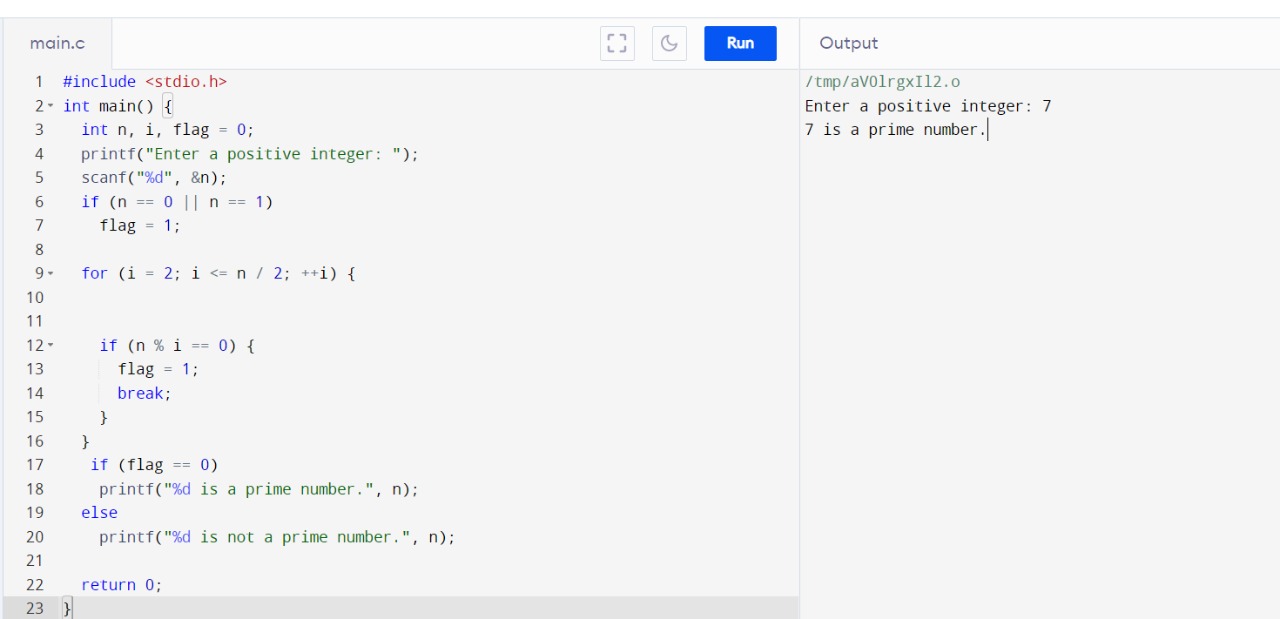 main.c
Run
Output
1 #include <stdio.h>
2 int main() {
3 int n, i, flag = 0;
4 printf("Enter a positive integer: ");
5 scanf("%d", &n);
6 if (n == 0 || n == 1)
7 flag = 1;
8
9 for (i = 2; i <= n / 2; ++i) {
10
11
12 if (n % i == 0) {
13 flag = 1;
14 break;
15 }
16 }
17 if (flag == 0)
18 printf("%d is a prime number.", n);
19 else
20 printf("%d is not a prime number.", n);
21
22 return 0;
23 }
/tmp/aV0lrgxIl2.o
Enter a positive integer: 7
7 is a prime number.